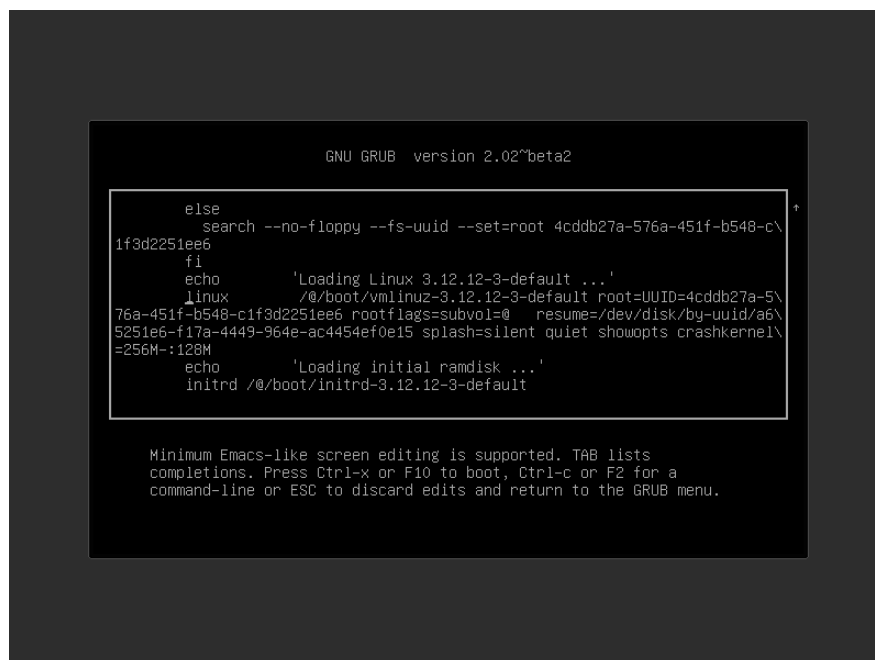 GNU GRUB  version 2.02~beta2
else
search --no-floppy --fs-uuid --set=root 4cddb27a-576a-451f-b548-c\
1f3d2251ee6
fi
echo 'Loading Linux 3.12.12-3-default ...'
linux /@/boot/vmlinuz-3.12.12-3-default root=UUID=4cddb27a-5\
76a-451f-b548-c1f3d2251ee6 rootflags=subvol=@ resume=/dev/disk/by-uuid/a6\
5251e6-f17a-4449-964e-ac4454ef0e15 splash=silent quiet showopts crashkernel\
=256M-:128M
echo 'Loading initial ramdisk ...'
initrd /@/boot/initrd-3.12.12-3-default
Minimum Emacs-like screen editing is supported. TAB lists
completions. Press Ctrl-x or F10 to boot, Ctrl-c or F2 for a
command-line or ESC to discard edits and return to the GRUB menu.